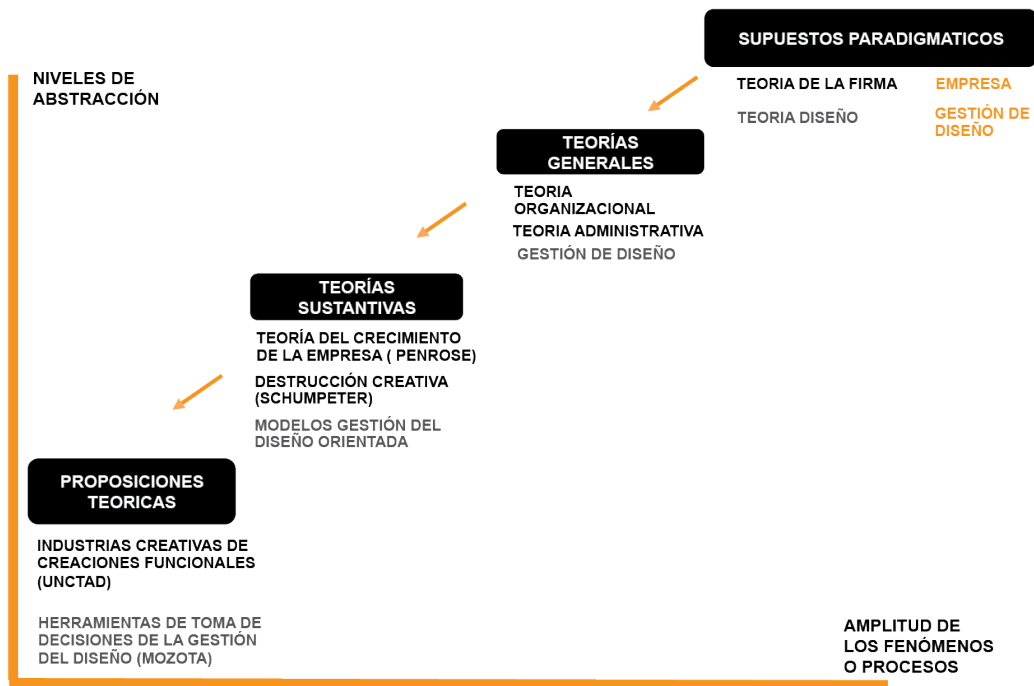 SUPUESTOS PARADIGMATICOS
NIVELES DE
ABSTRACCIÓN
TEORIA DE LA FIRMA
EMPRESA
TEORIA DISEÑO
GESTIÓN DE
DISEÑO
TEORÍAS
GENERALES
TEORIA
ORGANIZACIONAL
TEORIA ADMINISTRATIVA
GESTIÓN DE DISEÑO
TEORÍAS
SUSTANTIVAS
TEORÍA DEL CRECIMIENTO
DE LA EMPRESA ( PENROSE)
DESTRUCCIÓN CREATIVA
(SCHUMPETER)
MODELOS GESTIÓN DEL
DISEÑO ORIENTADA
PROPOSICIONES
TEORICAS
INDUSTRIAS CREATIVAS DE
CREACIONES FUNCIONALES
(UNCTAD)
HERRAMIENTAS DE TOMA DE
DECISIONES DE LA GESTIÓN
DEL DISEÑO (MOZOTA)
AMPLITUD DE
LOS FENÓMENOS
O PROCESOS